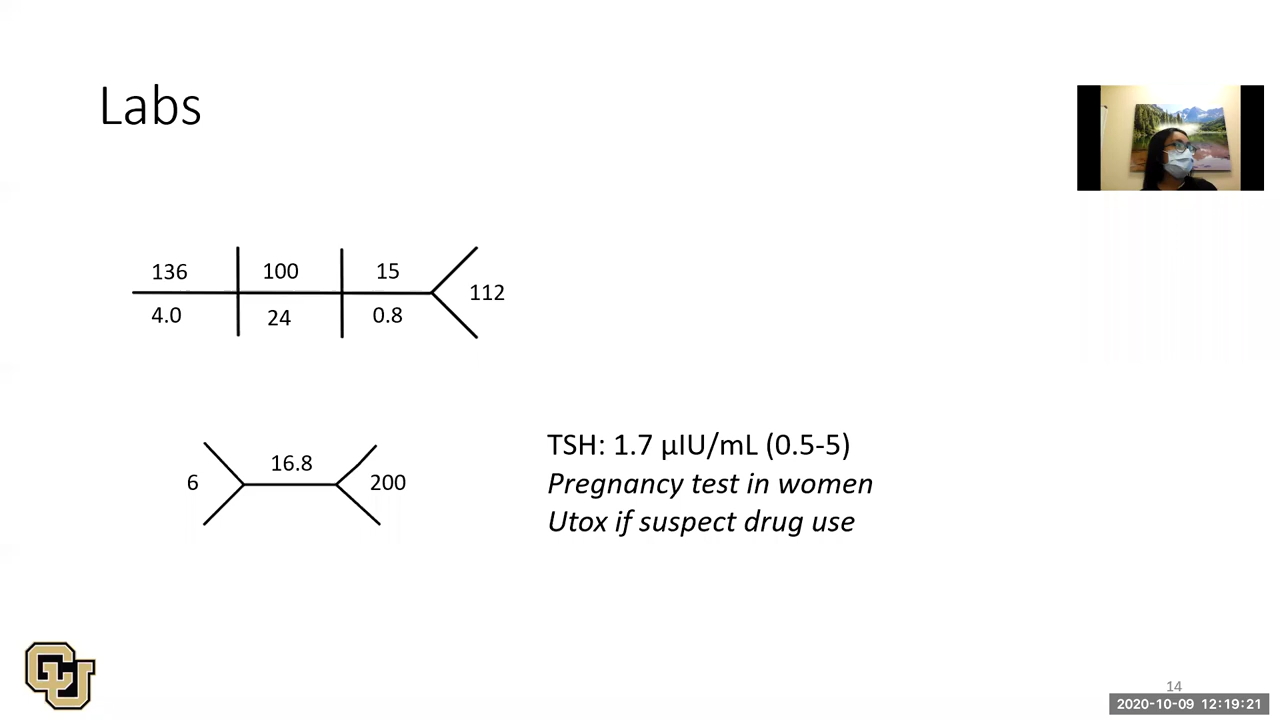 Labs
136 100 15
112
4.0 24 0.8
TSH: 1.7 µIU/mL (0.5-5)
16.8
6 200
Pregnancy test in women
Utox if suspect drug use
CU
14
2020-10-09 12:19:21